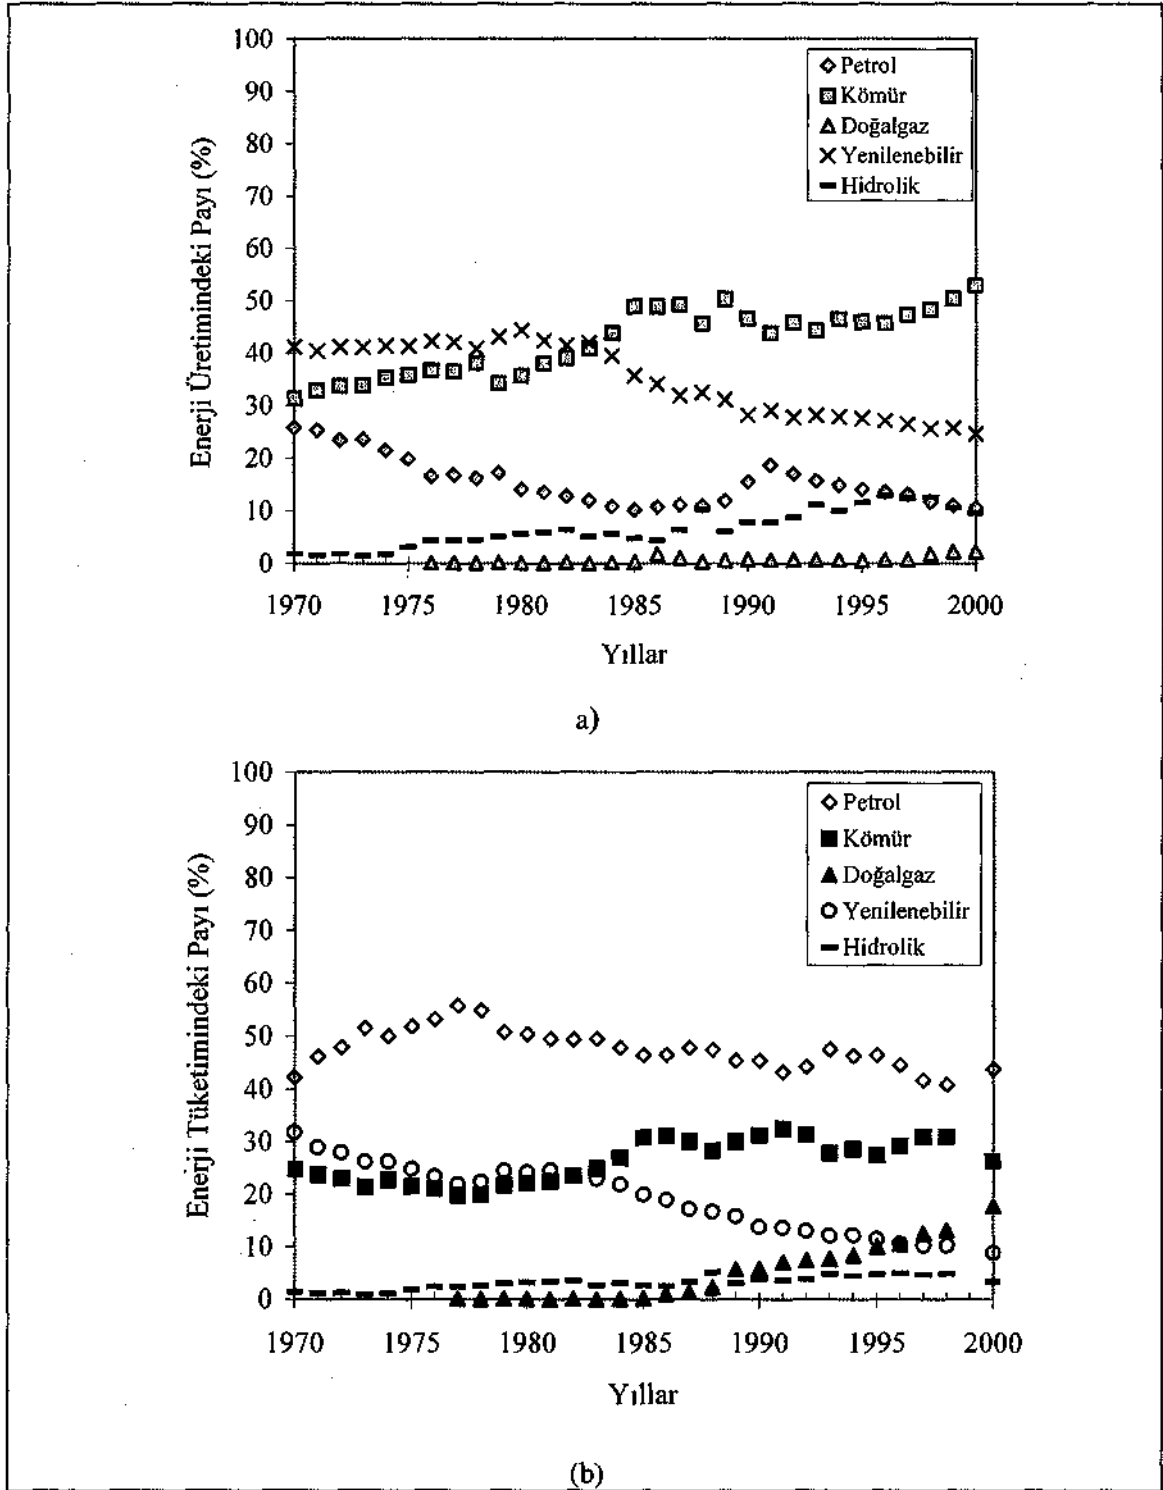 100
90
80
70
60
50
40
30
20
10
0
Enerji Üretimindeki Payı (%)
Petrol
Kömür
Doğalgaz
Yenilenebilir
Hidrolik
1970 1975 1980 1985 1990 1995 2000
Yıllar
a)
100
90
80
70
60
50
40
30
20
10
0
Enerji Tüketimindeki Payı (%)
Petrol
Kömür
Doğalgaz
Yenilenebilir
Hidrolik
1970 1975 1980 1985 1990 1995 2000
Yıllar
(b)